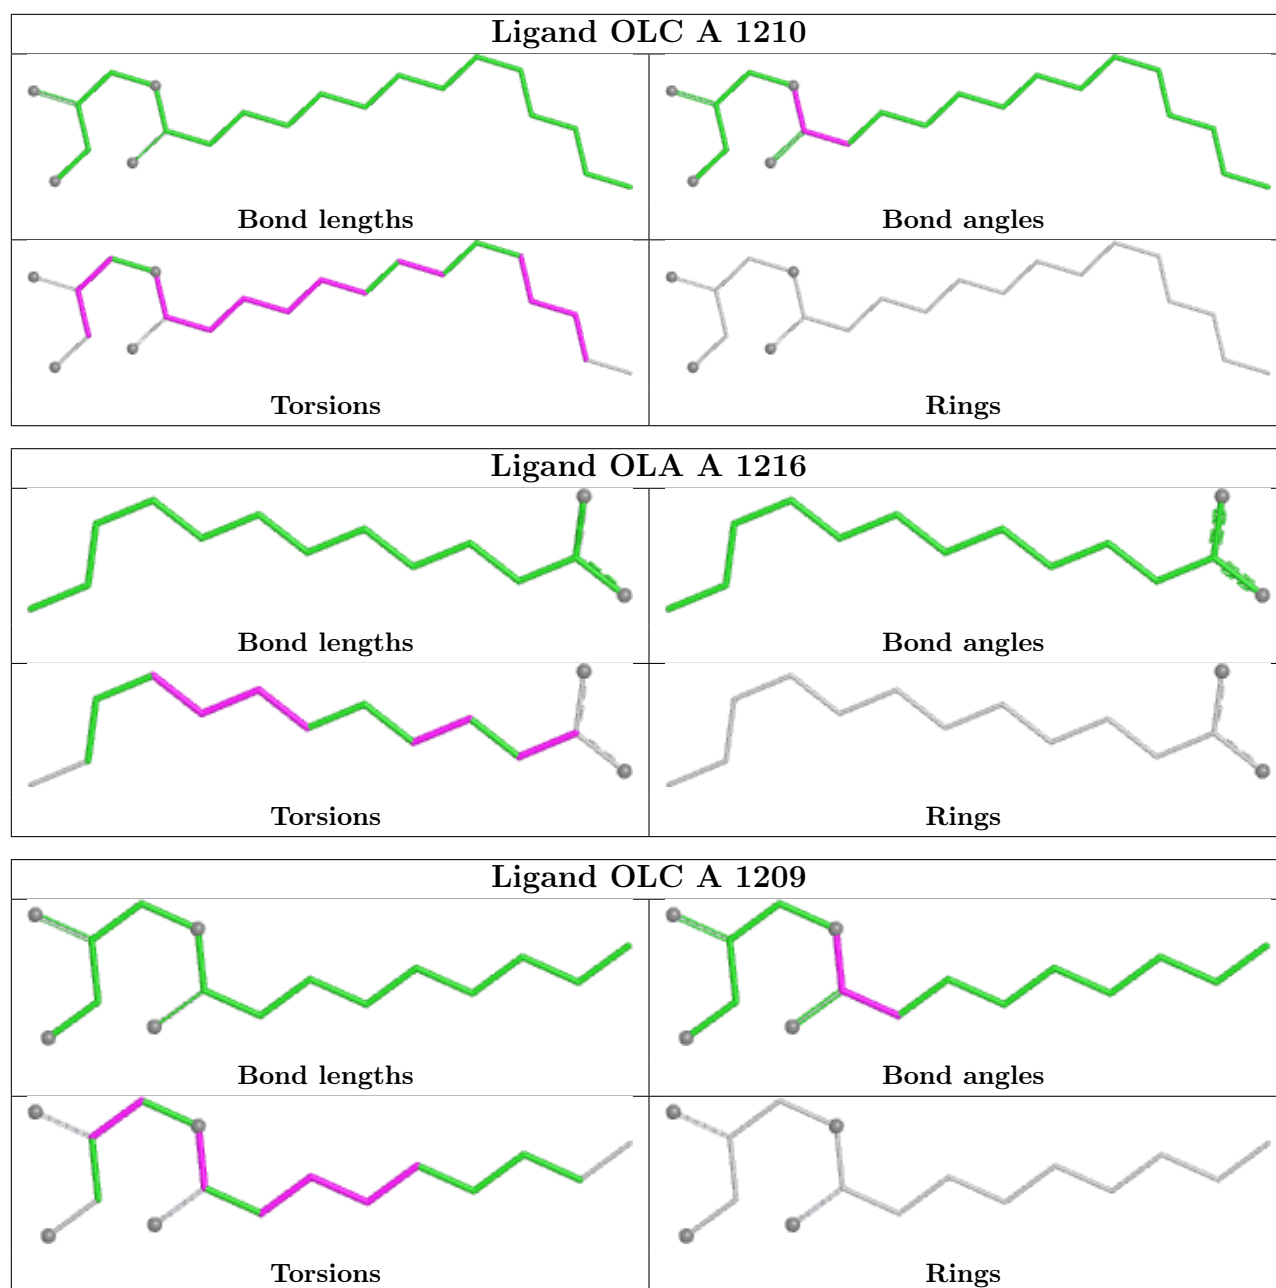 Ligand OLC A 1210
Bond lengths
Bond angles
Torsions
Rings
Ligand OLA A 1216
Bond lengths
Bond angles
Torsions
Rings
Ligand OLC A 1209
Bond lengths
Bond angles
Torsions
Rings